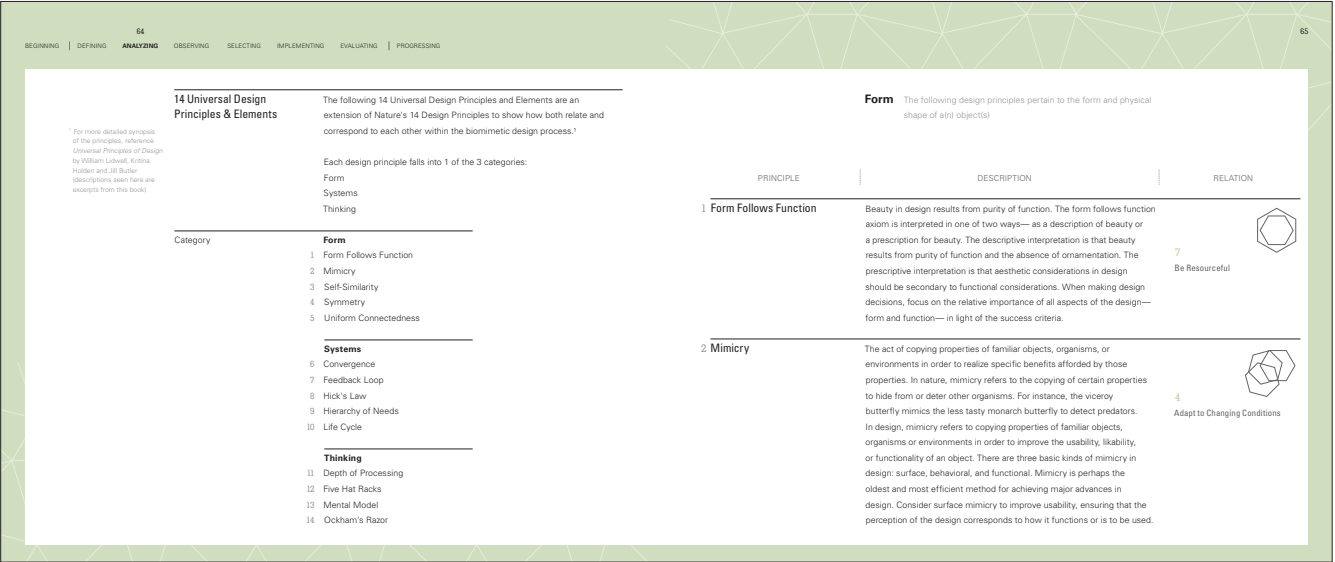 64
BEGINNING | DEFINING ANALYZING OBSERVING SELECTING IMPLEMENTING EVALUATING | PROGRESSING
14 Universal Design
Principles & Elements
The following 14 Universal Design Principles and Elements are an
extension of Nature's 14 Design Principles to show how both relate and
correspond to each other within the biomimetic design process.¹
Each design principle falls into 1 of the 3 categories:
Form
Systems
Thinking
¹ For more detailed synopsis
of the principles, reference
Universal Principles of Design
by William Lidwell, Kritina
Holden and Jill Butler
(descriptions seen here are
excerpts from this book)
Category
Form
1 Form Follows Function
2 Mimicry
3 Self-Similarity
4 Symmetry
5 Uniform Connectedness
Systems
6 Convergence
7 Feedback Loop
8 Hick's Law
9 Hierarchy of Needs
10 Life Cycle
Thinking
11 Depth of Processing
12 Five Hat Racks
13 Mental Model
14 Ockham's Razor
65
Form The following design principles pertain to the form and physical
shape of a(n) object(s)
PRINCIPLE DESCRIPTION RELATION
1 Form Follows Function
Beauty in design results from purity of function. The form follows function
axiom is interpreted in one of two ways— as a description of beauty or
a prescription for beauty. The descriptive interpretation is that beauty
results from purity of function and the absence of ornamentation. The
prescriptive interpretation is that aesthetic considerations in design
should be secondary to functional considerations. When making design
decisions, focus on the relative importance of all aspects of the design—
form and function— in light of the success criteria.
7
Be Resourceful
2 Mimicry
The act of copying properties of familiar objects, organisms, or
environments in order to realize specific benefits afforded by those
properties. In nature, mimicry refers to the copying of certain properties
to hide from or deter other organisms. For instance, the viceroy
butterfly mimics the less tasty monarch butterfly to detect predators.
In design, mimicry refers to copying properties of familiar objects,
organisms or environments in order to improve the usability, likability,
or functionality of an object. There are three basic kinds of mimicry in
design: surface, behavioral, and functional. Mimicry is perhaps the
oldest and most efficient method for achieving major advances in
design. Consider surface mimicry to improve usability, ensuring that the
perception of the design corresponds to how it functions or is to be used.
4
Adapt to Changing Conditions